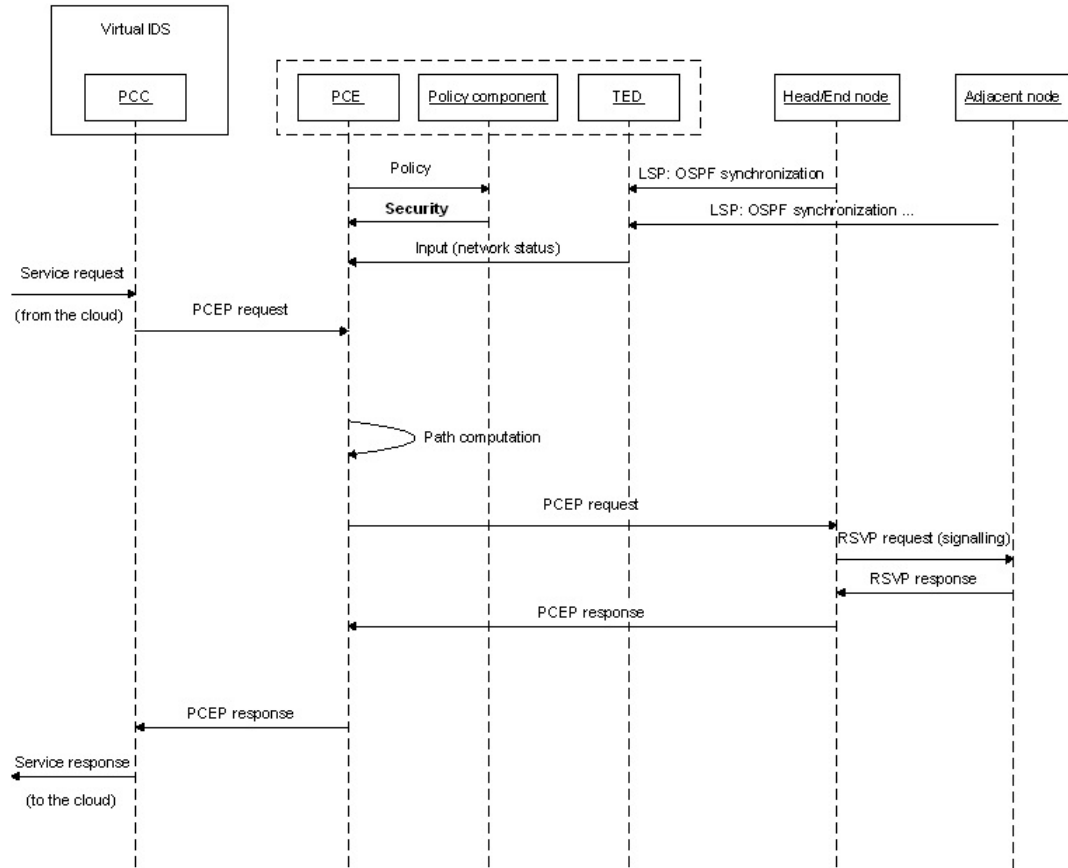 Virtual IDS
PCC
PCE
Policy component
TED
Head/End node
Adjacent node
Policy
LSP: OSPF synchronization
Security
LSP: OSPF synchronization ...
Input (network status)
Service request
(from the cloud)
PCEP request
Path computation
PCEP request
RSVP request (signalling)
RSVP response
PCEP response
PCEP response
Service response
(to the cloud)